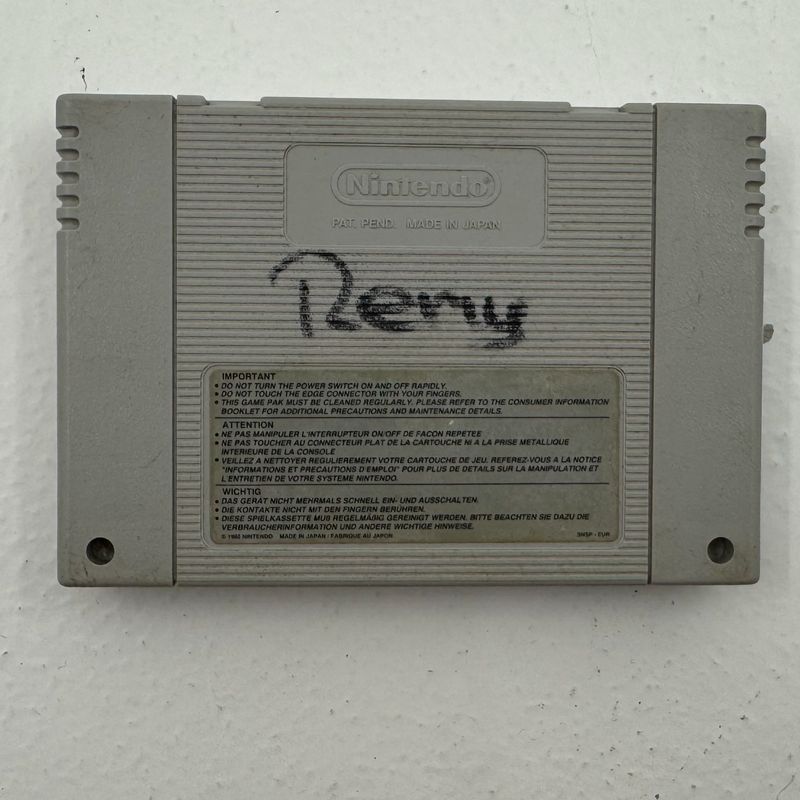 Nintendo®
PAT. PEND. MADE IN JAPAN
Remy
IMPORTANT
• DO NOT TURN THE POWER SWITCH ON AND OFF RAPIDLY.
• DO NOT TOUCH THE EDGE CONNECTOR WITH YOUR FINGERS.
• THIS GAME PAK MUST BE CLEANED REGULARLY. PLEASE REFER TO THE CONSUMER INFORMATION
BOOKLET FOR ADDITIONAL PRECAUTIONS AND MAINTENANCE DETAILS.
ATTENTION
• NE PAS MANIPULER L'INTERRUPTEUR ON/OFF DE FACON REPETEE
• NE PAS TOUCHER AU CONNECTEUR PLAT DE LA CARTOUCHE NI A LA PRISE METALLIQUE
INTERIEURE DE LA CONSOLE
• VEILLEZ A NETTOYER REGULIEREMENT VOTRE CARTOUCHE DE JEU. REFEREZ-VOUS A LA NOTICE
"INFORMATIONS ET PRECAUTIONS D'EMPLOI" POUR PLUS DE DETAILS SUR LA MANIPULATION ET
L'ENTRETIEN DE VOTRE SYSTEME NINTENDO.
WICHTIG
• DAS GERÄT NICHT MEHRMALS SCHNELL EIN- UND AUSSCHALTEN.
• DIE KONTAKTE NICHT MIT DEN FINGERN BERÜHREN.
• DIESE SPIELKASSETTE MUß REGELMÄßIG GEREINIGT WERDEN. BITTE BEACHTEN SIE DAZU DIE
VERBRAUCHERINFORMATION UND ANDERE WICHTIGE HINWEISE.
© 1992 NINTENDO MADE IN JAPAN / FABRIQUE AU JAPON SNSP - EUR